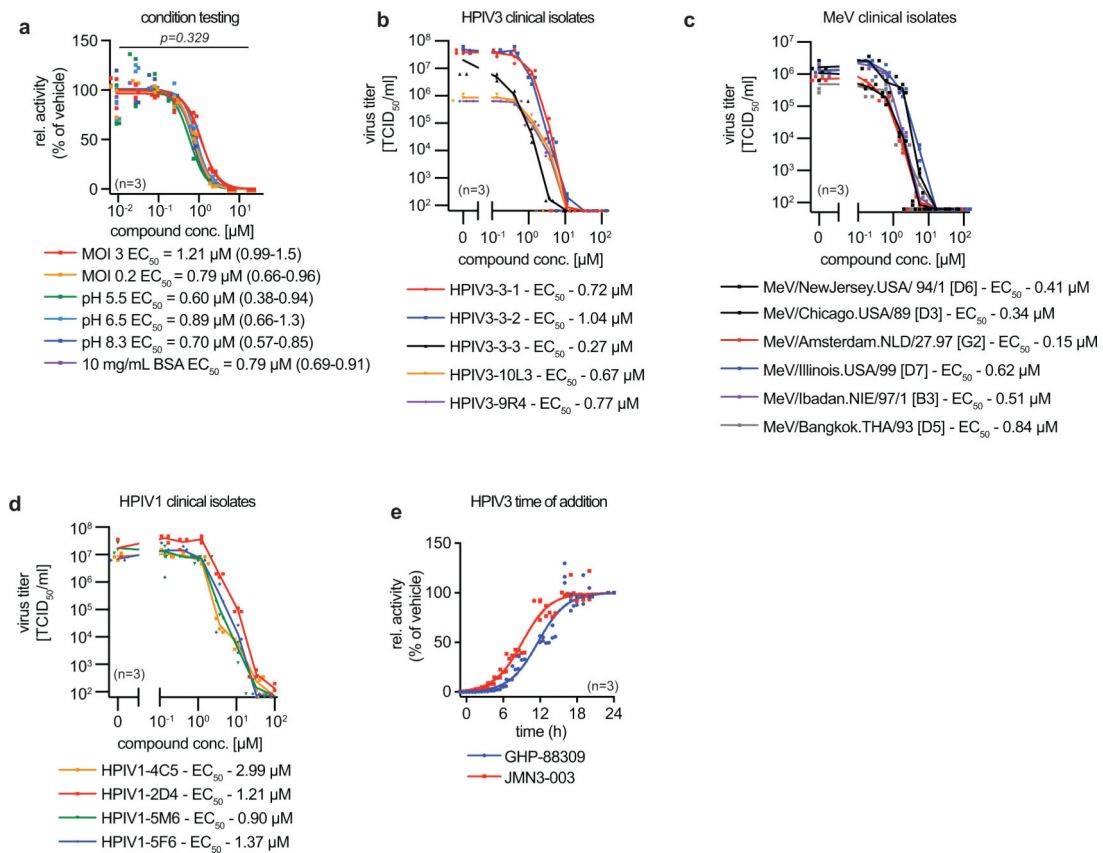 a
condition testing
p=0.329
rel. activity
(% of vehicle)
150
100
50
0
(n=3)
10-2 10-1 100 101
compound conc. [µM]
MOI 3 EC50 = 1.21 µM (0.99-1.5)
MOI 0.2 EC50 = 0.79 µM (0.66-0.96)
pH 5.5 EC50 = 0.60 µM (0.38-0.94)
pH 6.5 EC50 = 0.89 µM (0.66-1.3)
pH 8.3 EC50 = 0.70 µM (0.57-0.85)
10 mg/mL BSA EC50 = 0.79 µM (0.69-0.91)
b
HPIV3 clinical isolates
virus titer
[TCID50/ml]
108
107
106
105
104
103
102
(n=3)
0 10-1 100 101 102
compound conc. [µM]
HPIV3-3-1 - EC50 - 0.72 µM
HPIV3-3-2 - EC50 - 1.04 µM
HPIV3-3-3 - EC50 - 0.27 µM
HPIV3-10L3 - EC50 - 0.67 µM
HPIV3-9R4 - EC50 - 0.77 µM
c
MeV clinical isolates
virus titer
[TCID50/ml]
107
106
105
104
103
102
(n=3)
0 10-1 100 101 102
compound conc. [µM]
MeV/NewJersey.USA/ 94/1 [D6] - EC50 - 0.41 µM
MeV/Chicago.USA/89 [D3] - EC50 - 0.34 µM
MeV/Amsterdam.NLD/27.97 [G2] - EC50 - 0.15 µM
MeV/Illinois.USA/99 [D7] - EC50 - 0.62 µM
MeV/Ibadan.NIE/97/1 [B3] - EC50 - 0.51 µM
MeV/Bangkok.THA/93 [D5] - EC50 - 0.84 µM
d
HPIV1 clinical isolates
virus titer
[TCID50/ml]
108
107
106
105
104
103
102
(n=3)
0 10-1 100 101 102
compound conc. [µM]
HPIV1-4C5 - EC50 - 2.99 µM
HPIV1-2D4 - EC50 - 1.21 µM
HPIV1-5M6 - EC50 - 0.90 µM
HPIV1-5F6 - EC50 - 1.37 µM
e
HPIV3 time of addition
rel. activity
(% of vehicle)
150
100
50
0
(n=3)
0 6 12 18 24
time (h)
GHP-88309
JMN3-003